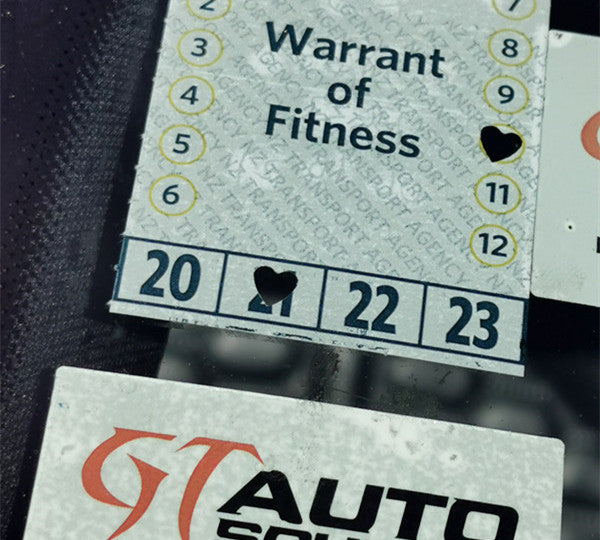 2 7
3 Warrant 8
4 of 9
5 Fitness
6 11
12
20 21 22 23
GT AUTO